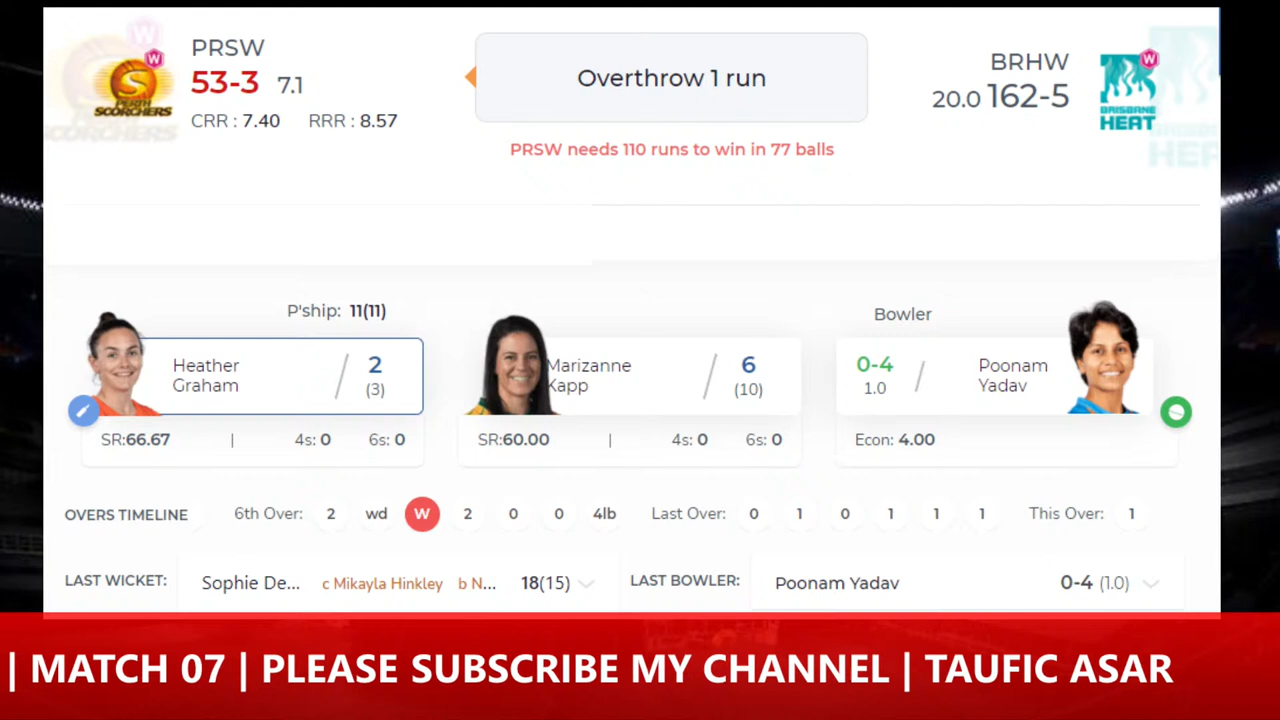 PRSW
53-3 7.1
CRR : 7.40 RRR : 8.57
PERTH
SCORCHERS
W
Overthrow 1 run
PRSW needs 110 runs to win in 77 balls
BRHW
20.0 162-5
W
BRISBANE
HEAT
P'ship: 11(11)
Heather
Graham
2
(3)
SR:66.67 | 4s: 0 6s: 0
Marizanne
Kapp
6
(10)
SR:60.00 | 4s: 0 6s: 0
Bowler
0-4
1.0
Poonam
Yadav
Econ: 4.00
OVERS TIMELINE 6th Over: 2 wd W 2 0 0 4lb Last Over: 0 1 0 1 1 1 This Over: 1
LAST WICKET: Sophie De... c Mikayla Hinkley b N... 18(15) LAST BOWLER: Poonam Yadav 0-4 (1.0)
| MATCH 07 | PLEASE SUBSCRIBE MY CHANNEL | TAUFIC ASAR